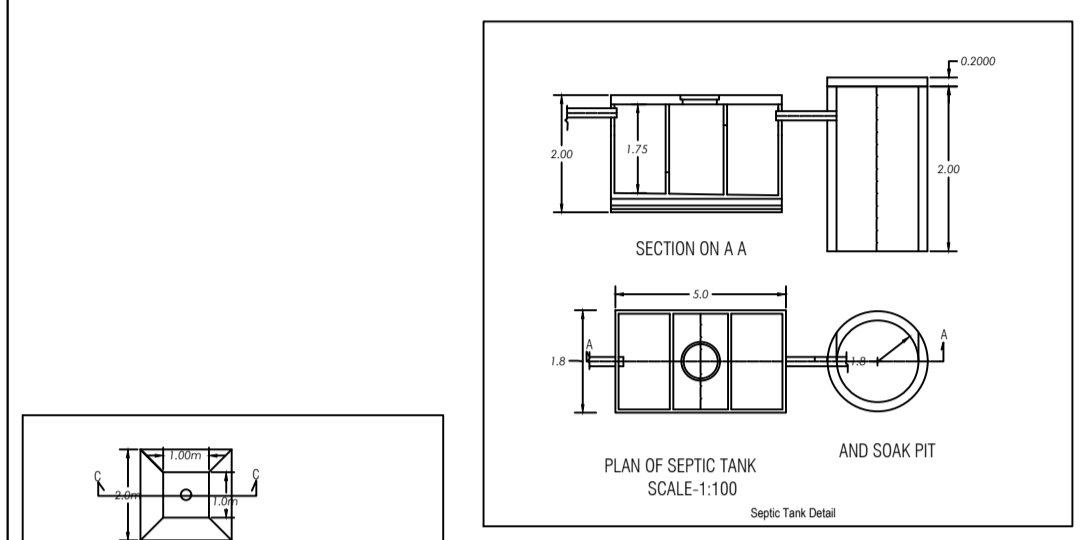 0.2000
2.00
1.75
2.00
SECTION ON A A
5.0
A
A
1.8
1.8
AND SOAK PIT
PLAN OF SEPTIC TANK
SCALE-1:100
Septic Tank Detail
1.00m
C
C
2.0m
1.0m